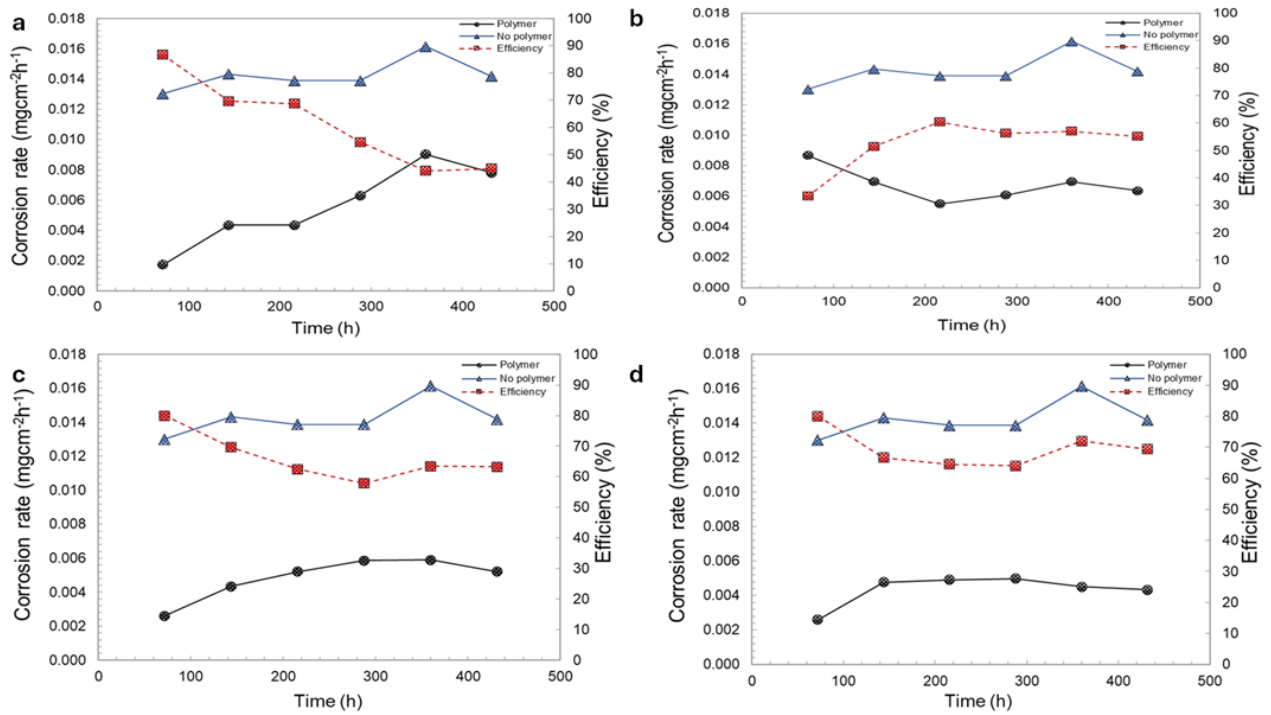 a
Polymer
No polymer
Efficiency
Corrosion rate (mgcm⁻²h⁻¹)
0.018
0.016
0.014
0.012
0.010
0.008
0.006
0.004
0.002
0.000
100
90
80
70
60
50
40
30
20
10
0
Efficiency (%)
0 100 200 300 400 500
Time (h)
b
Polymer
No polymer
Efficiency
Corrosion rate (mgcm⁻²h⁻¹)
0.018
0.016
0.014
0.012
0.010
0.008
0.006
0.004
0.002
0.000
100
90
80
70
60
50
40
30
20
10
0
Efficiency (%)
0 100 200 300 400 500
Time (h)
c
Polymer
No polymer
Efficiency
Corrosion rate (mgcm⁻²h⁻¹)
0.018
0.016
0.014
0.012
0.010
0.008
0.006
0.004
0.002
0.000
100
90
80
70
60
50
40
30
20
10
0
Efficiency (%)
0 100 200 300 400 500
Time (h)
d
Polymer
No polymer
Efficiency
Corrosion rate (mgcm⁻²h⁻¹)
0.018
0.016
0.014
0.012
0.010
0.008
0.006
0.004
0.002
0.000
100
90
80
70
60
50
40
30
20
10
0
Efficiency (%)
0 100 200 300 400 500
Time (h)